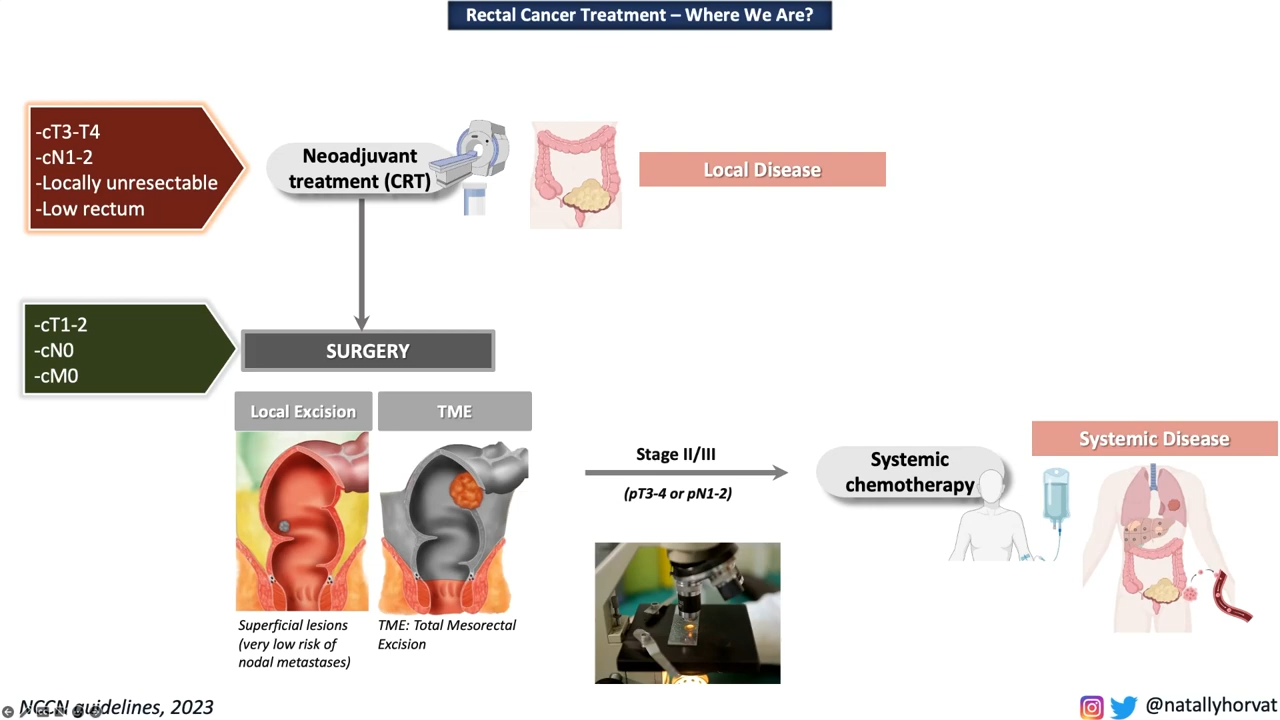 Rectal Cancer Treatment – Where We Are?
-cT3-T4
-cN1-2
-Locally unresectable
-Low rectum
Neoadjuvant
treatment (CRT)
Local Disease
-cT1-2
-cN0
-cM0
SURGERY
Local Excision
TME
Superficial lesions
(very low risk of
nodal metastases)
TME: Total Mesorectal
Excision
Stage II/III
(pT3-4 or pN1-2)
Systemic
chemotherapy
Systemic Disease
NCCN guidelines, 2023
@natallyhorvat